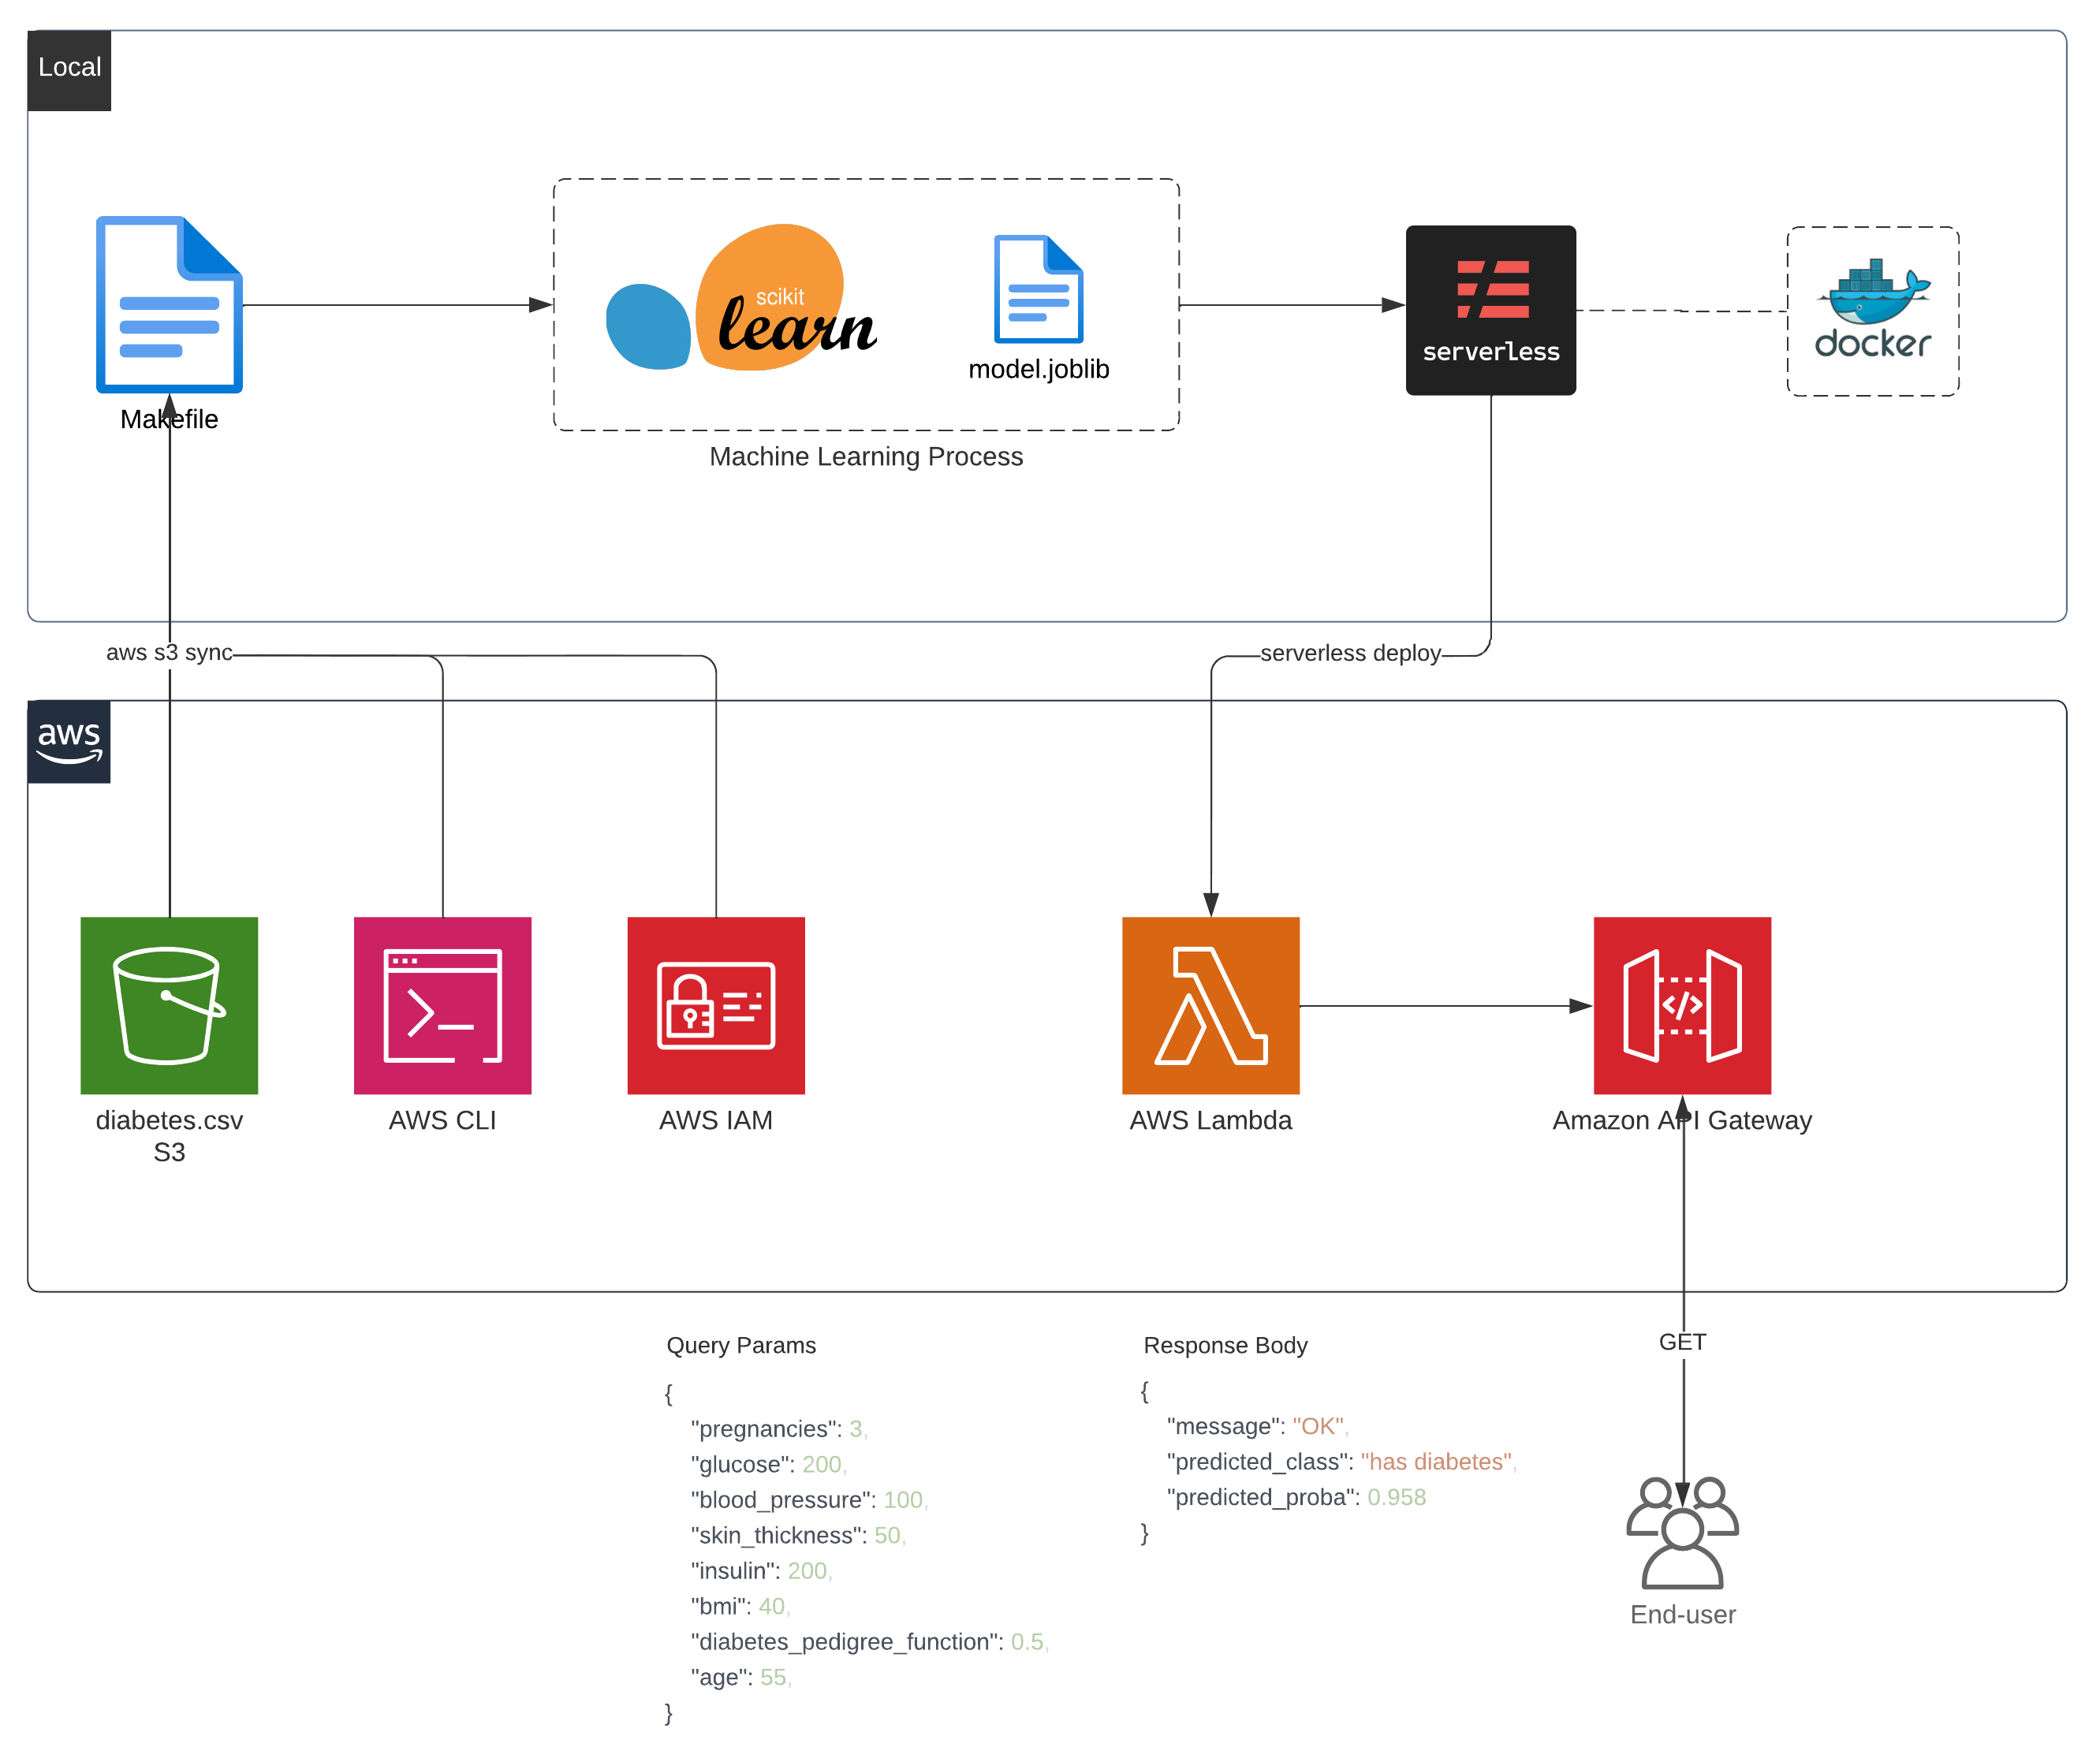 Local
scikit
learn
model.joblib
serverless
docker
Makefile
Machine Learning Process
aws s3 sync
serverless deploy
aws
diabetes.csv
S3
AWS CLI
AWS IAM
AWS Lambda
Amazon API Gateway
GET
Query Params
{
"pregnancies": 3,
"glucose": 200,
"blood_pressure": 100,
"skin_thickness": 50,
"insulin": 200,
"bmi": 40,
"diabetes_pedigree_function": 0.5,
"age": 55,
}
Response Body
{
"message": "OK",
"predicted_class": "has diabetes",
"predicted_proba": 0.958
}
End-user